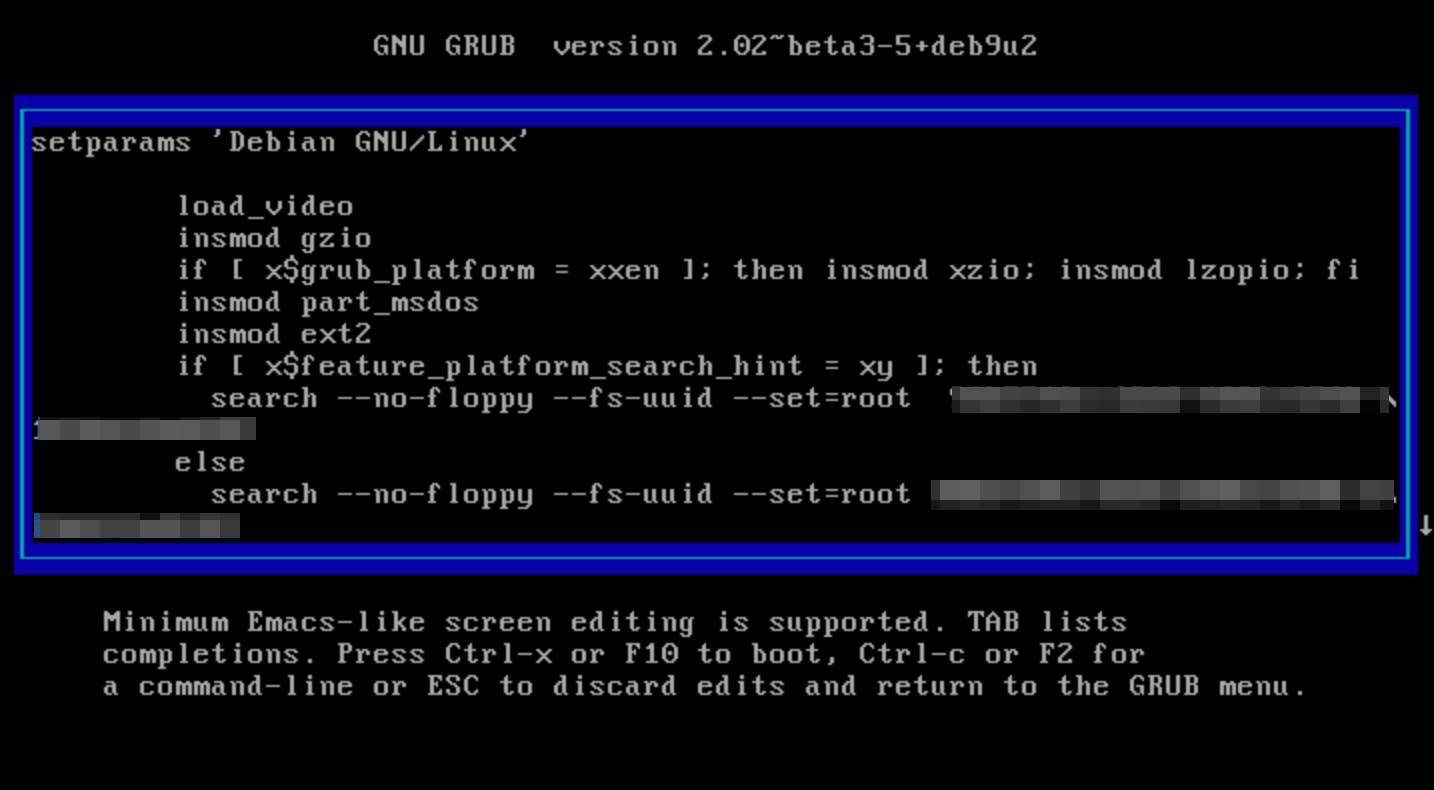 GNU GRUB  version 2.02~beta3-5+deb9u2
setparams 'Debian GNU/Linux'
load_video
insmod gzio
if [ x$grub_platform = xxen ]; then insmod xzio; insmod lzopio; fi
insmod part_msdos
insmod ext2
if [ x$feature_platform_search_hint = xy ]; then
search --no-floppy --fs-uuid --set=root
else
search --no-floppy --fs-uuid --set=root
Minimum Emacs-like screen editing is supported. TAB lists
completions. Press Ctrl-x or F10 to boot, Ctrl-c or F2 for
a command-line or ESC to discard edits and return to the GRUB menu.